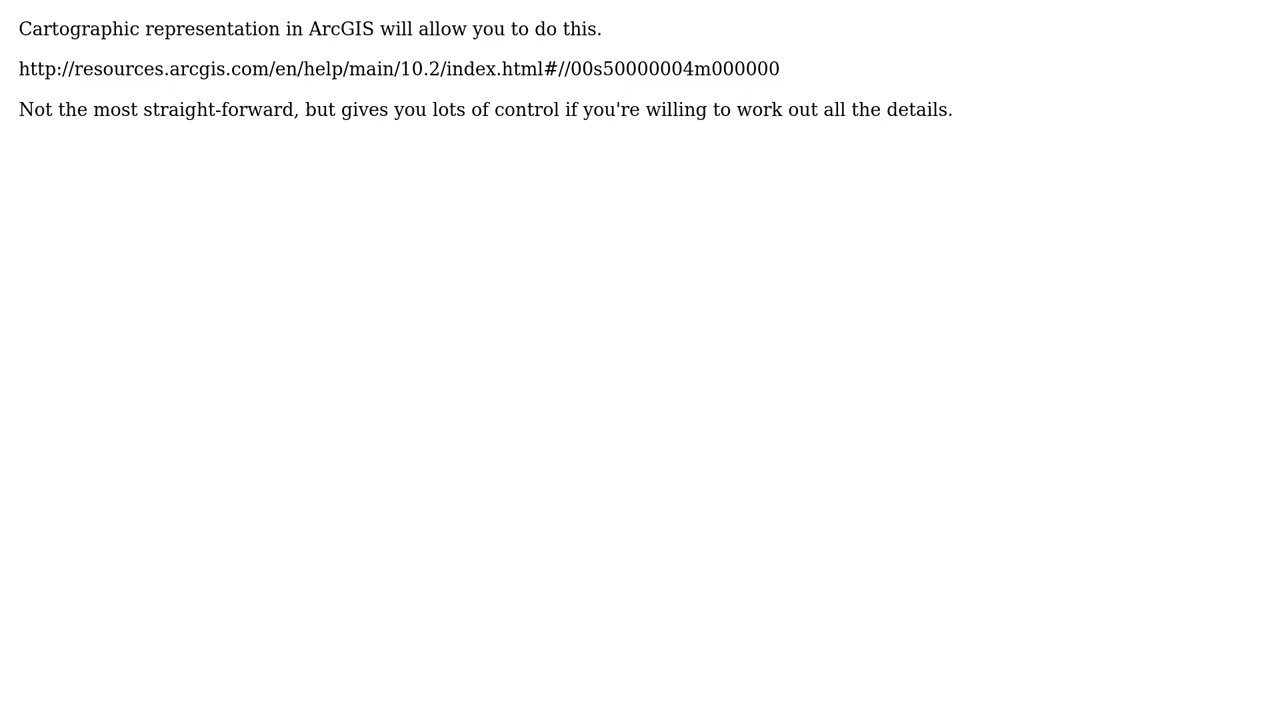 Cartographic representation in ArcGIS will allow you to do this.
http://resources.arcgis.com/en/help/main/10.2/index.html#//00s50000004m000000
Not the most straight-forward, but gives you lots of control if you're willing to work out all the details.